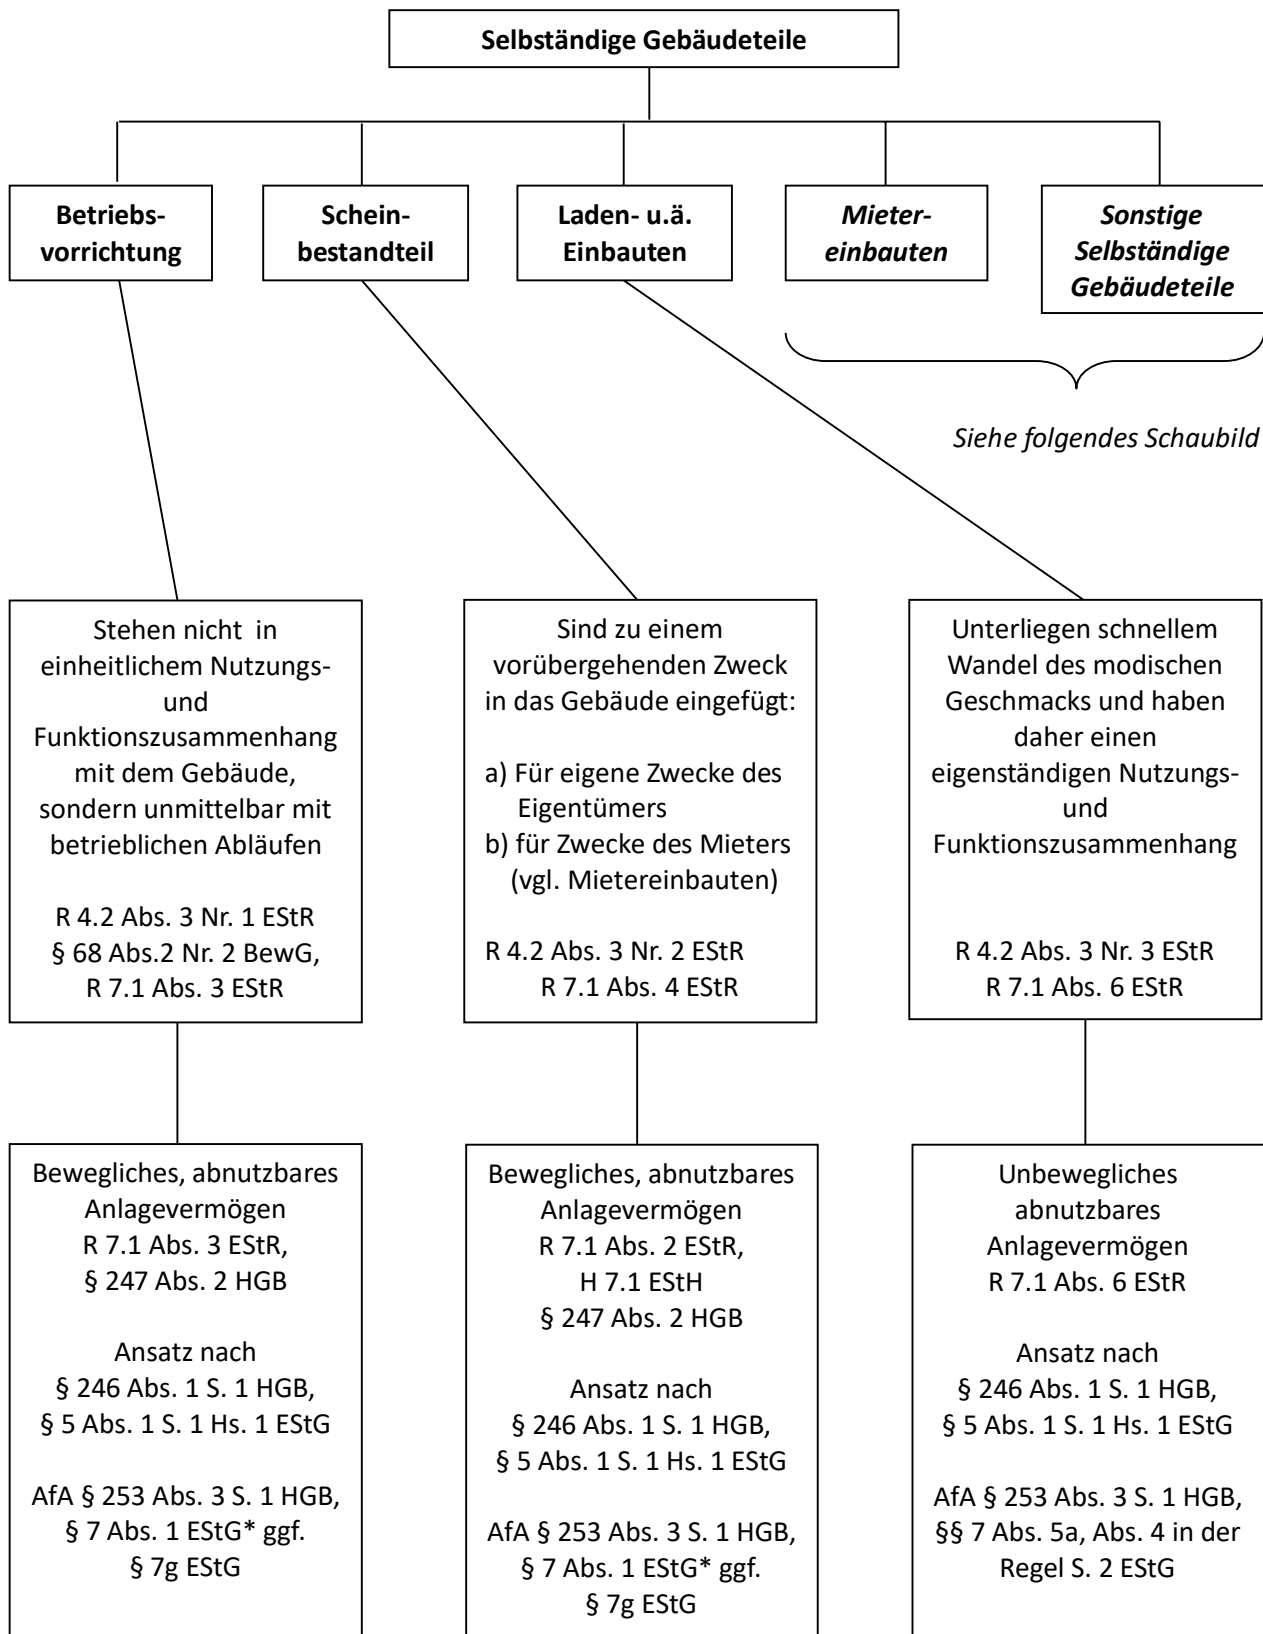 Selbständige Gebäudeteile
Betriebs-
vorrichtung
Schein-
bestandteil
Laden- u.ä.
Einbauten
Mieter-
einbauten
Sonstige
Selbständige
Gebäudeteile
Siehe folgendes Schaubild
Stehen nicht in
einheitlichem Nutzungs-
und
Funktionszusammenhang
mit dem Gebäude,
sondern unmittelbar mit
betrieblichen Abläufen
R 4.2 Abs. 3 Nr. 1 EStR
§ 68 Abs.2 Nr. 2 BewG,
R 7.1 Abs. 3 EStR
Sind zu einem
vorübergehenden Zweck
in das Gebäude eingefügt:
a) Für eigene Zwecke des
Eigentümers
b) für Zwecke des Mieters
(vgl. Mietereinbauten)
R 4.2 Abs. 3 Nr. 2 EStR
R 7.1 Abs. 4 EStR
Unterliegen schnellem
Wandel des modischen
Geschmacks und haben
daher einen
eigenständigen Nutzungs-
und
Funktionszusammenhang
R 4.2 Abs. 3 Nr. 3 EStR
R 7.1 Abs. 6 EStR
Bewegliches, abnutzbares
Anlagevermögen
R 7.1 Abs. 3 EStR,
§ 247 Abs. 2 HGB
Ansatz nach
§ 246 Abs. 1 S. 1 HGB,
§ 5 Abs. 1 S. 1 Hs. 1 EStG
AfA § 253 Abs. 3 S. 1 HGB,
§ 7 Abs. 1 EStG* ggf.
§ 7g EStG
Bewegliches, abnutzbares
Anlagevermögen
R 7.1 Abs. 2 EStR,
H 7.1 EStH
§ 247 Abs. 2 HGB
Ansatz nach
§ 246 Abs. 1 S. 1 HGB,
§ 5 Abs. 1 S. 1 Hs. 1 EStG
AfA § 253 Abs. 3 S. 1 HGB,
§ 7 Abs. 1 EStG* ggf.
§ 7g EStG
Unbewegliches
abnutzbares
Anlagevermögen
R 7.1 Abs. 6 EStR
Ansatz nach
§ 246 Abs. 1 S. 1 HGB,
§ 5 Abs. 1 S. 1 Hs. 1 EStG
AfA § 253 Abs. 3 S. 1 HGB,
§§ 7 Abs. 5a, Abs. 4 in der
Regel S. 2 EStG